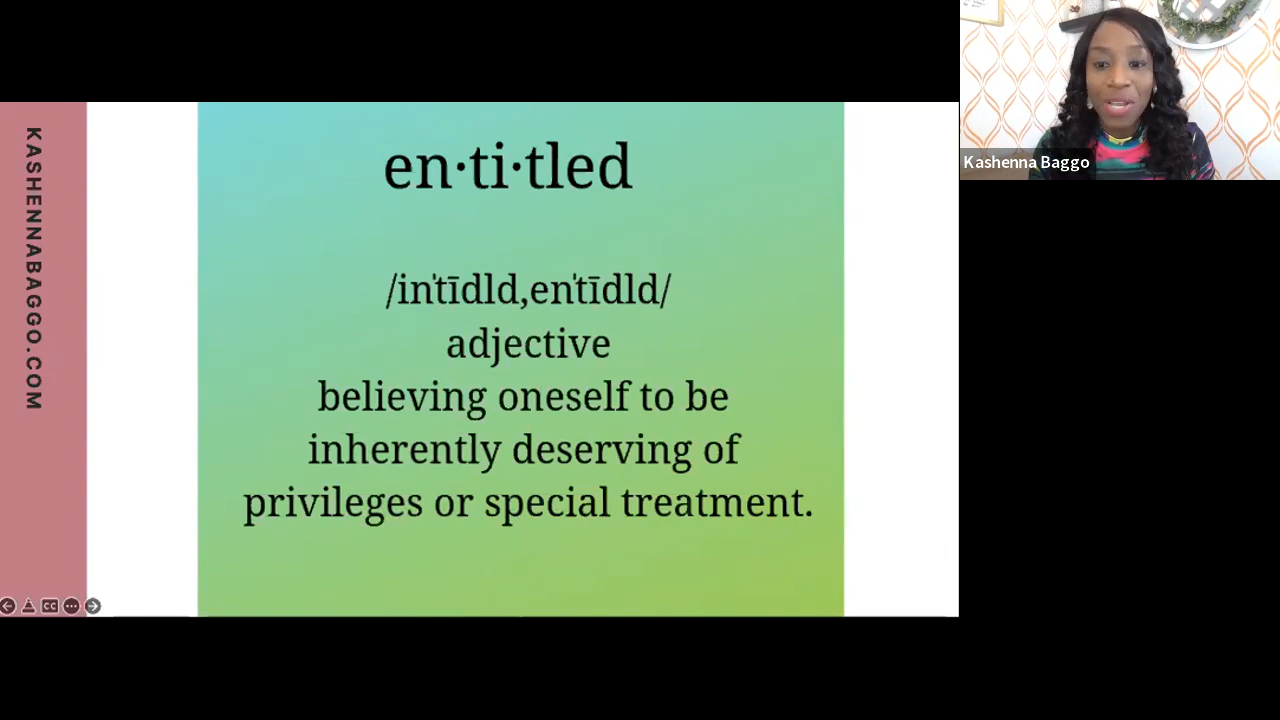 KASHENNABAGGO.COM
en·ti·tled
/inˈtīdld,enˈtīdld/
adjective
believing oneself to be
inherently deserving of
privileges or special treatment.
CC
Kashenna Baggo